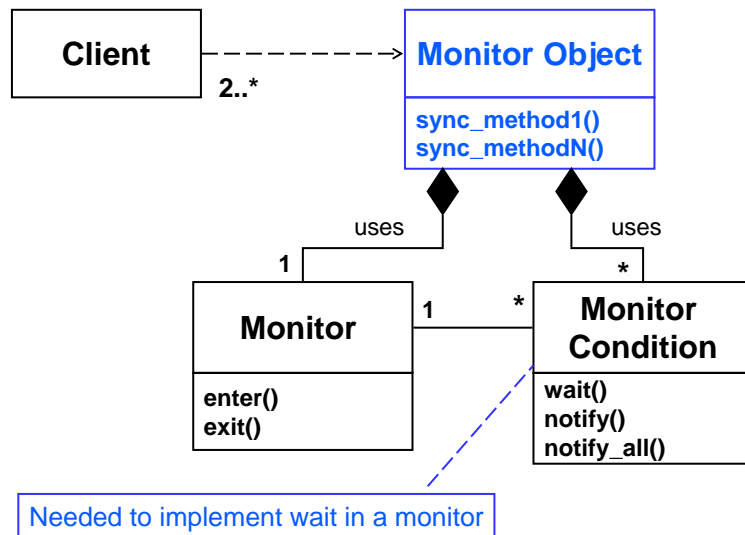 Client
2..*
Monitor Object
sync_method1()
sync_methodN()
uses
uses
1
*
Monitor
enter()
exit()
1
*
Monitor
Condition
wait()
notify()
notify_all()
Needed to implement wait in a monitor